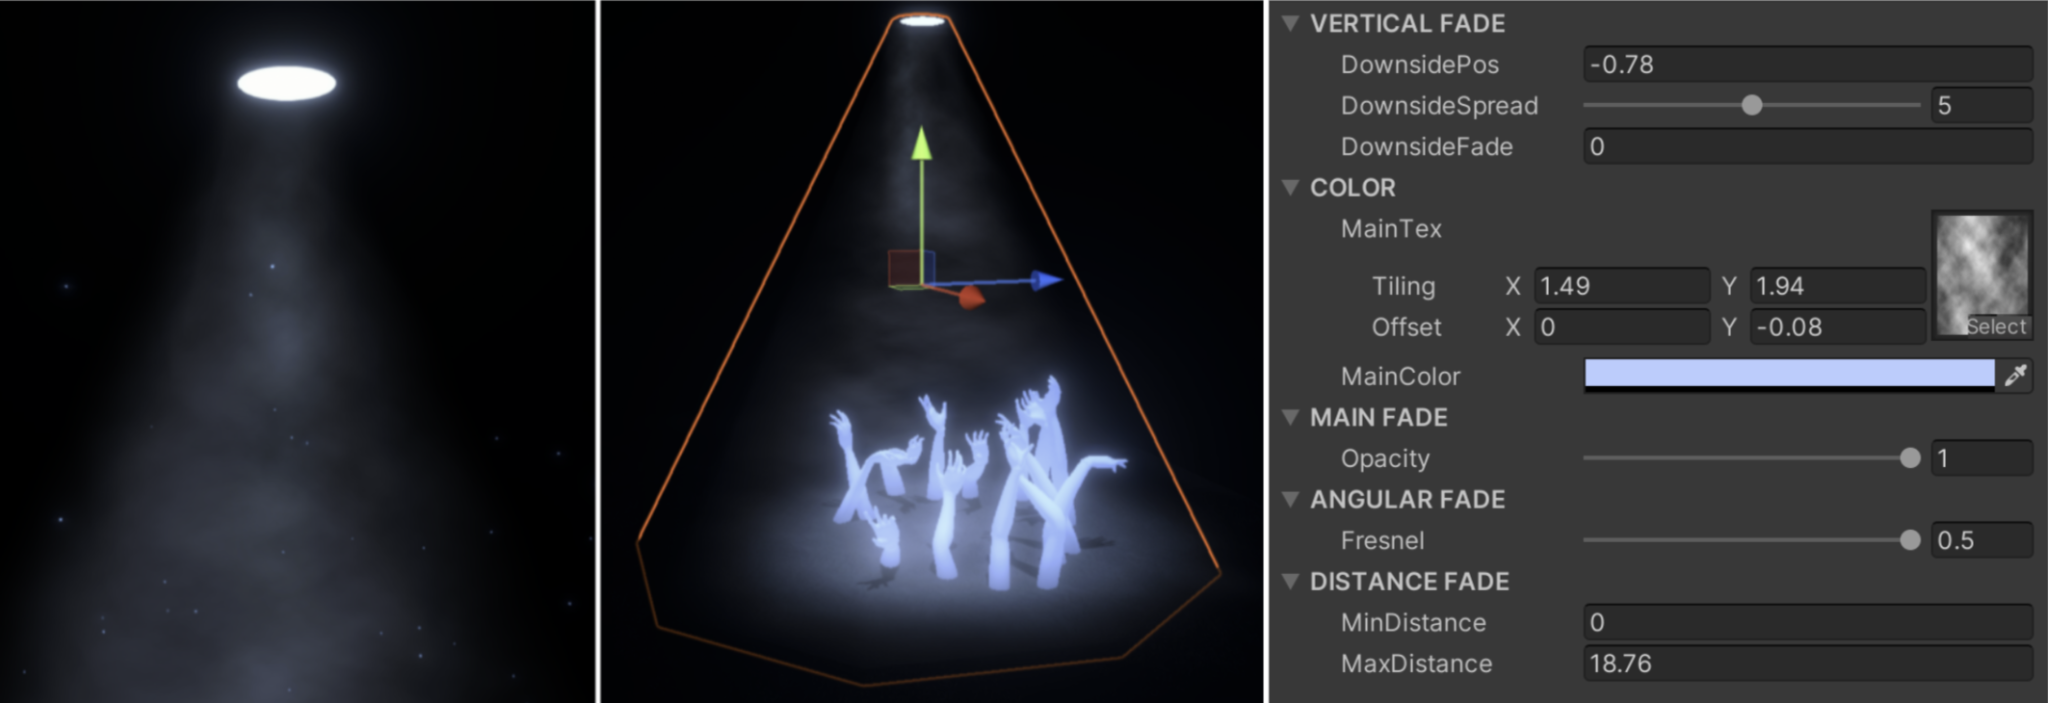 VERTICAL FADE
DownsidePos -0.78
DownsideSpread 5
DownsideFade 0
COLOR
MainTex
Tiling X 1.49 Y 1.94
Offset X 0 Y -0.08
Select
MainColor
MAIN FADE
Opacity 1
ANGULAR FADE
Fresnel 0.5
DISTANCE FADE
MinDistance 0
MaxDistance 18.76